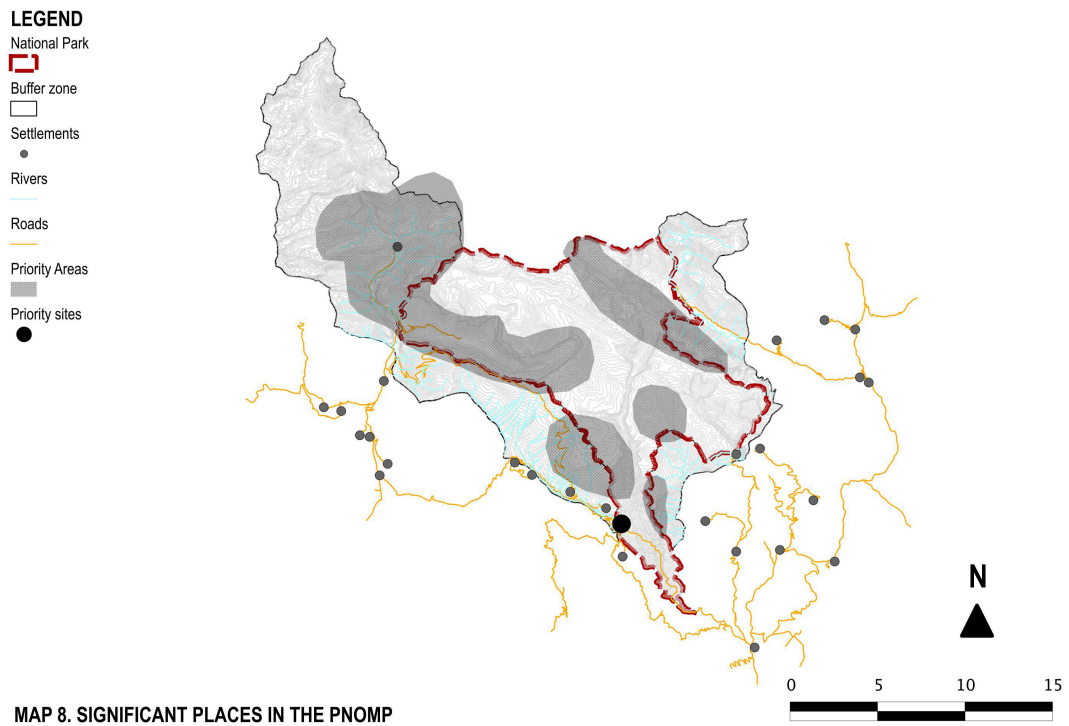 LEGEND
National Park
Buffer zone
Settlements
Rivers
Roads
Priority Areas
Priority sites
N
0 5 10 15
MAP 8. SIGNIFICANT PLACES IN THE PNOMP